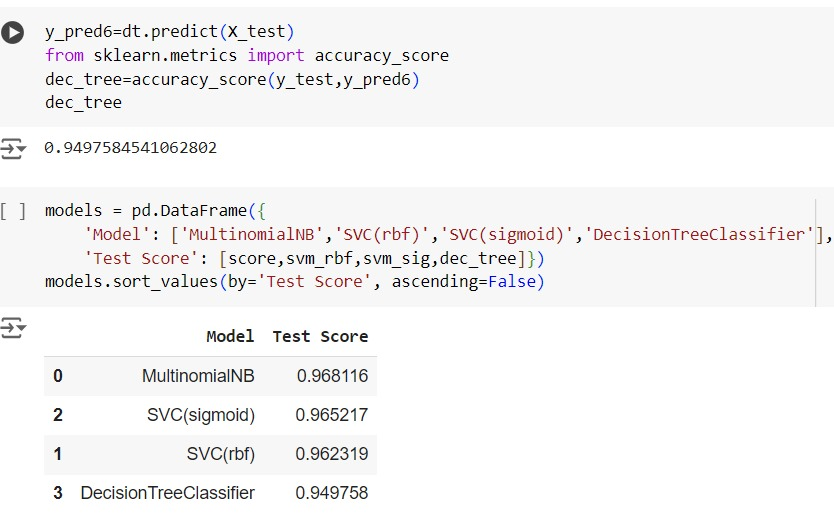 y_pred6=dt.predict(X_test)
from sklearn.metrics import accuracy_score
dec_tree=accuracy_score(y_test,y_pred6)
dec_tree
0.9497584541062802
[ ] models = pd.DataFrame({
'Model': ['MultinomialNB','SVC(rbf)','SVC(sigmoid)','DecisionTreeClassifier'],
'Test Score': [score,svm_rbf,svm_sig,dec_tree]})
models.sort_values(by='Test Score', ascending=False)
Model Test Score
0 MultinomialNB 0.968116
2 SVC(sigmoid) 0.965217
1 SVC(rbf) 0.962319
3 DecisionTreeClassifier 0.949758